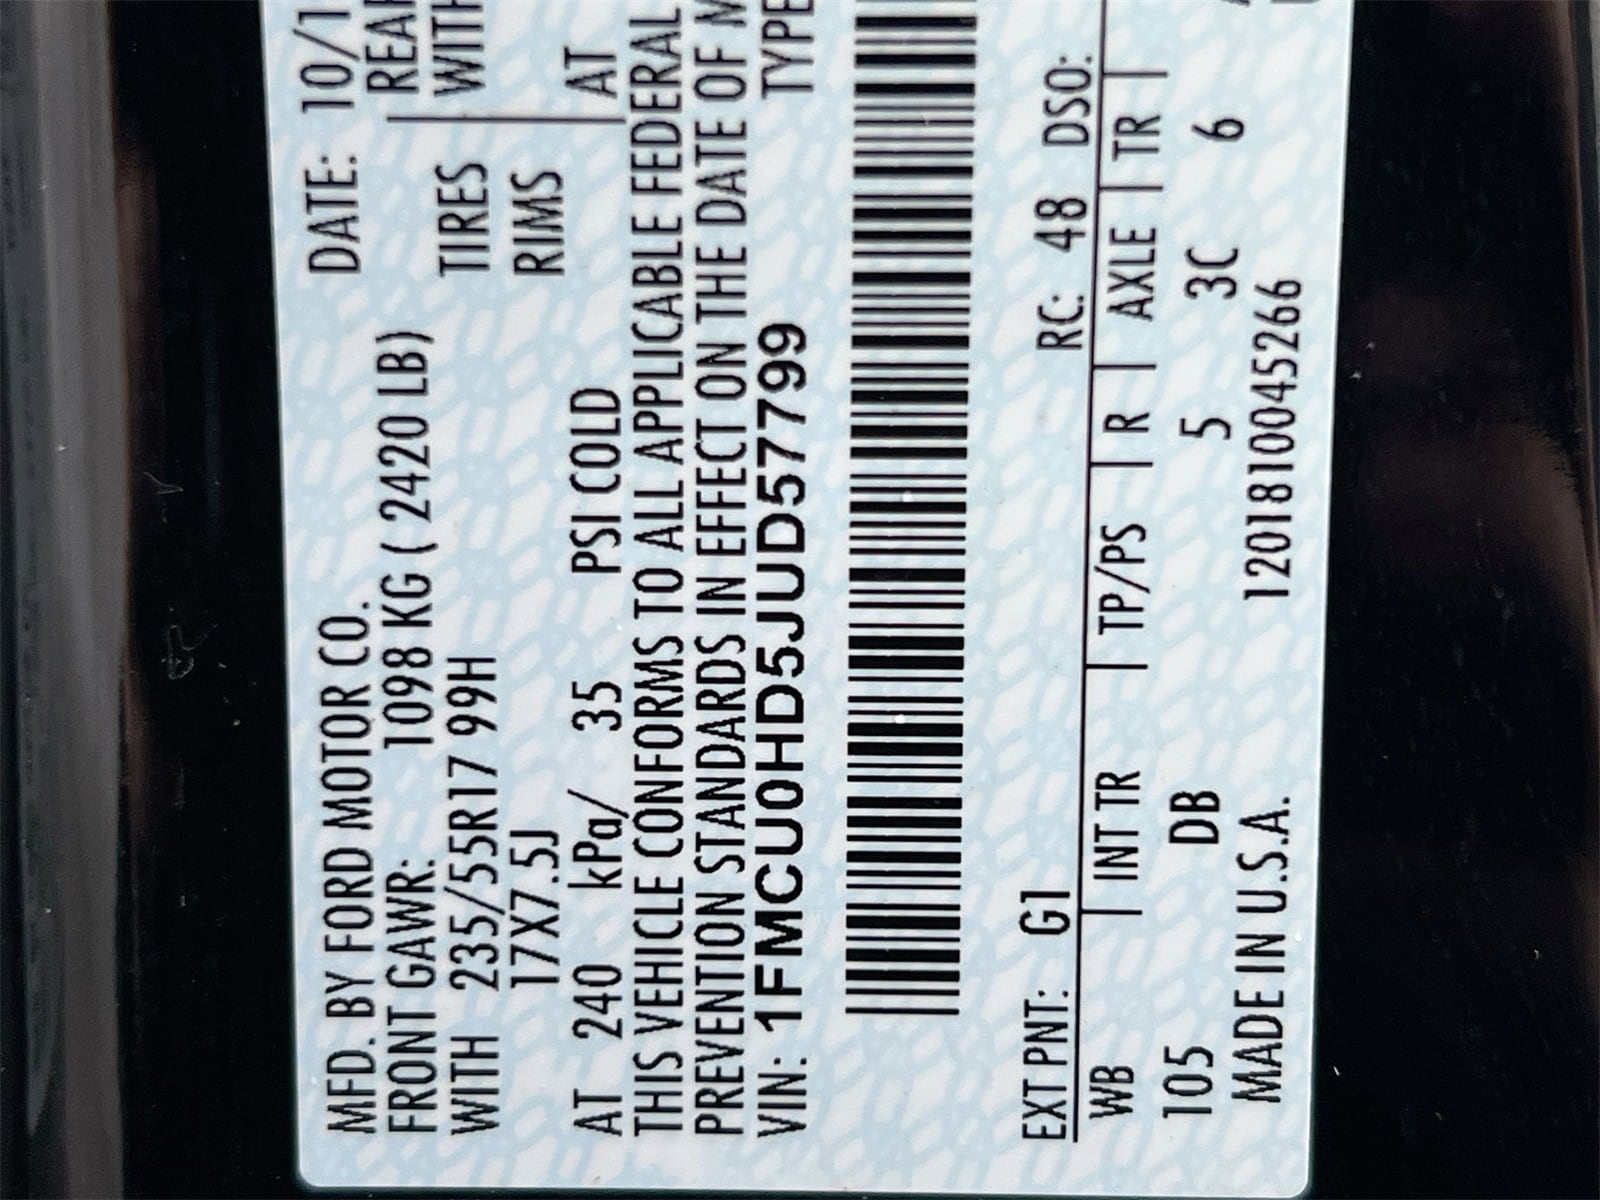 MFD. BY FORD MOTOR CO. DATE: 10/1
FRONT GAWR: 1098 KG ( 2420 LB) REAR
WITH 235/55R17 99H TIRES WITH
17X7.5J RIMS
AT 240 kPa/ 35 PSI COLD AT
THIS VEHICLE CONFORMS TO ALL APPLICABLE FEDERAL
PREVENTION STANDARDS IN EFFECT ON THE DATE OF M
VIN: 1FMCU0HD5JUD57799 TYPE
EXT PNT: G1 RC: 48 DSO:
WB | INT TR | TP/PS | R | AXLE | TR |
105 DB 5 3C 6
MADE IN U.S.A. 1201810045266